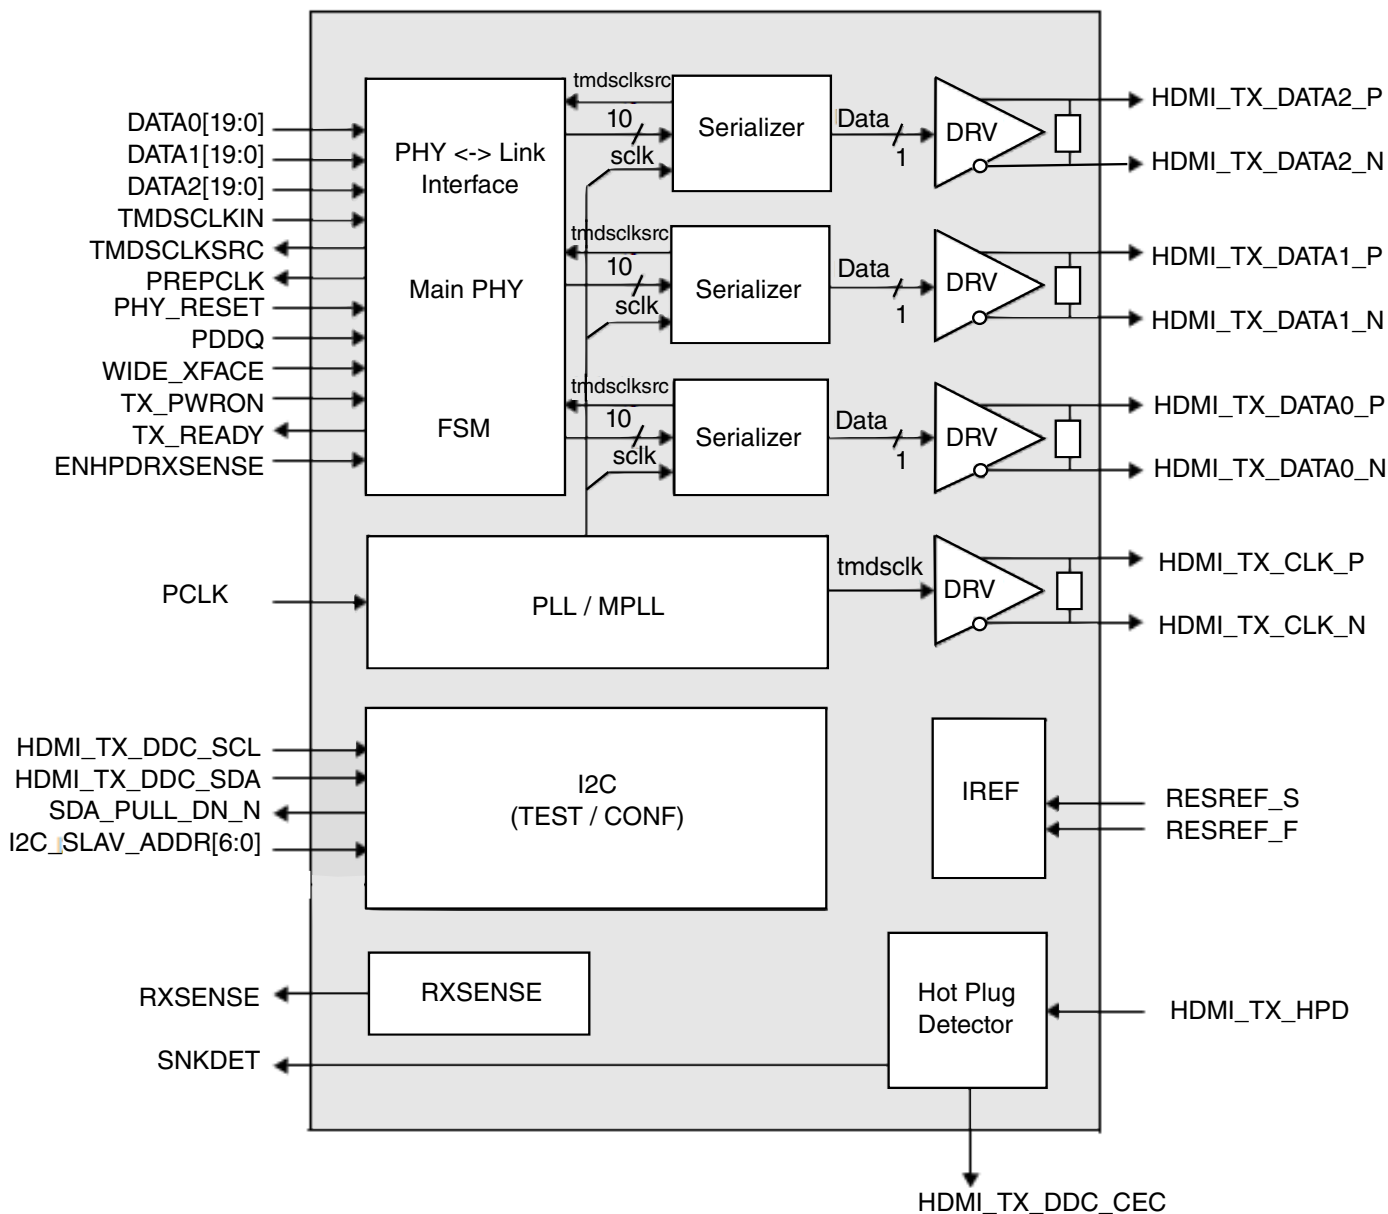 DATA0[19:0]
DATA1[19:0]
DATA2[19:0]
TMDSCLKIN
TMDSCLKSRC
PREPCLK
PHY_RESET
PDDQ
WIDE_XFACE
TX_PWRON
TX_READY
ENHPDRXSENSE
PHY <-> Link
Interface
Main PHY
FSM
tmdsclksrc
10
sclk
Serializer
Data
1
DRV
HDMI_TX_DATA2_P
HDMI_TX_DATA2_N
tmdsclksrc
10
sclk
Serializer
Data
1
DRV
HDMI_TX_DATA1_P
HDMI_TX_DATA1_N
tmdsclksrc
10
sclk
Serializer
Data
1
DRV
HDMI_TX_DATA0_P
HDMI_TX_DATA0_N
PCLK
PLL / MPLL
tmdsclk
DRV
HDMI_TX_CLK_P
HDMI_TX_CLK_N
HDMI_TX_DDC_SCL
HDMI_TX_DDC_SDA
SDA_PULL_DN_N
I2C_SLAV_ADDR[6:0]
I2C
(TEST / CONF)
IREF
RESREF_S
RESREF_F
RXSENSE
RXSENSE
SNKDET
Hot Plug
Detector
HDMI_TX_HPD
HDMI_TX_DDC_CEC